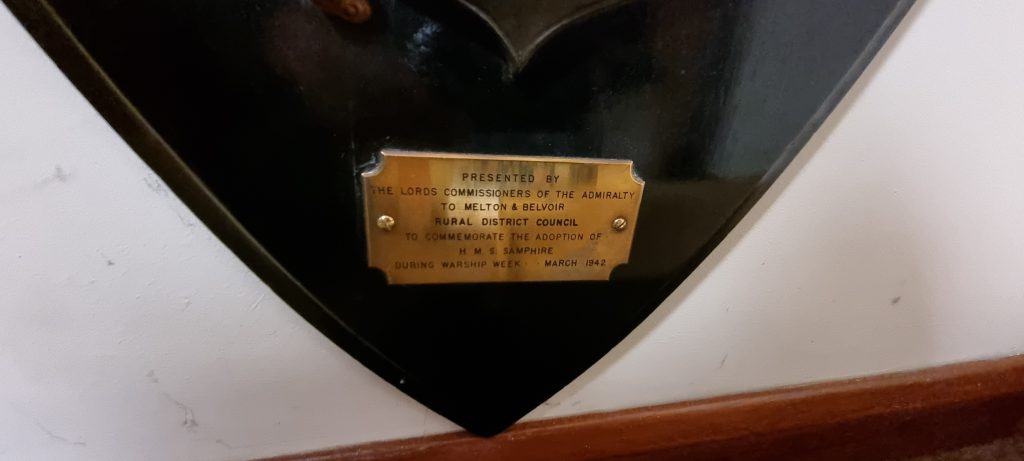 PRESENTED BY
THE LORDS COMMISSIONERS OF THE ADMIRALTY
TO MELTON & BELVOIR
RURAL DISTRICT COUNCIL
TO COMMEMORATE THE ADOPTION OF
H.M.S. SAMPHIRE
DURING WARSHIP WEEK · · MARCH 1942